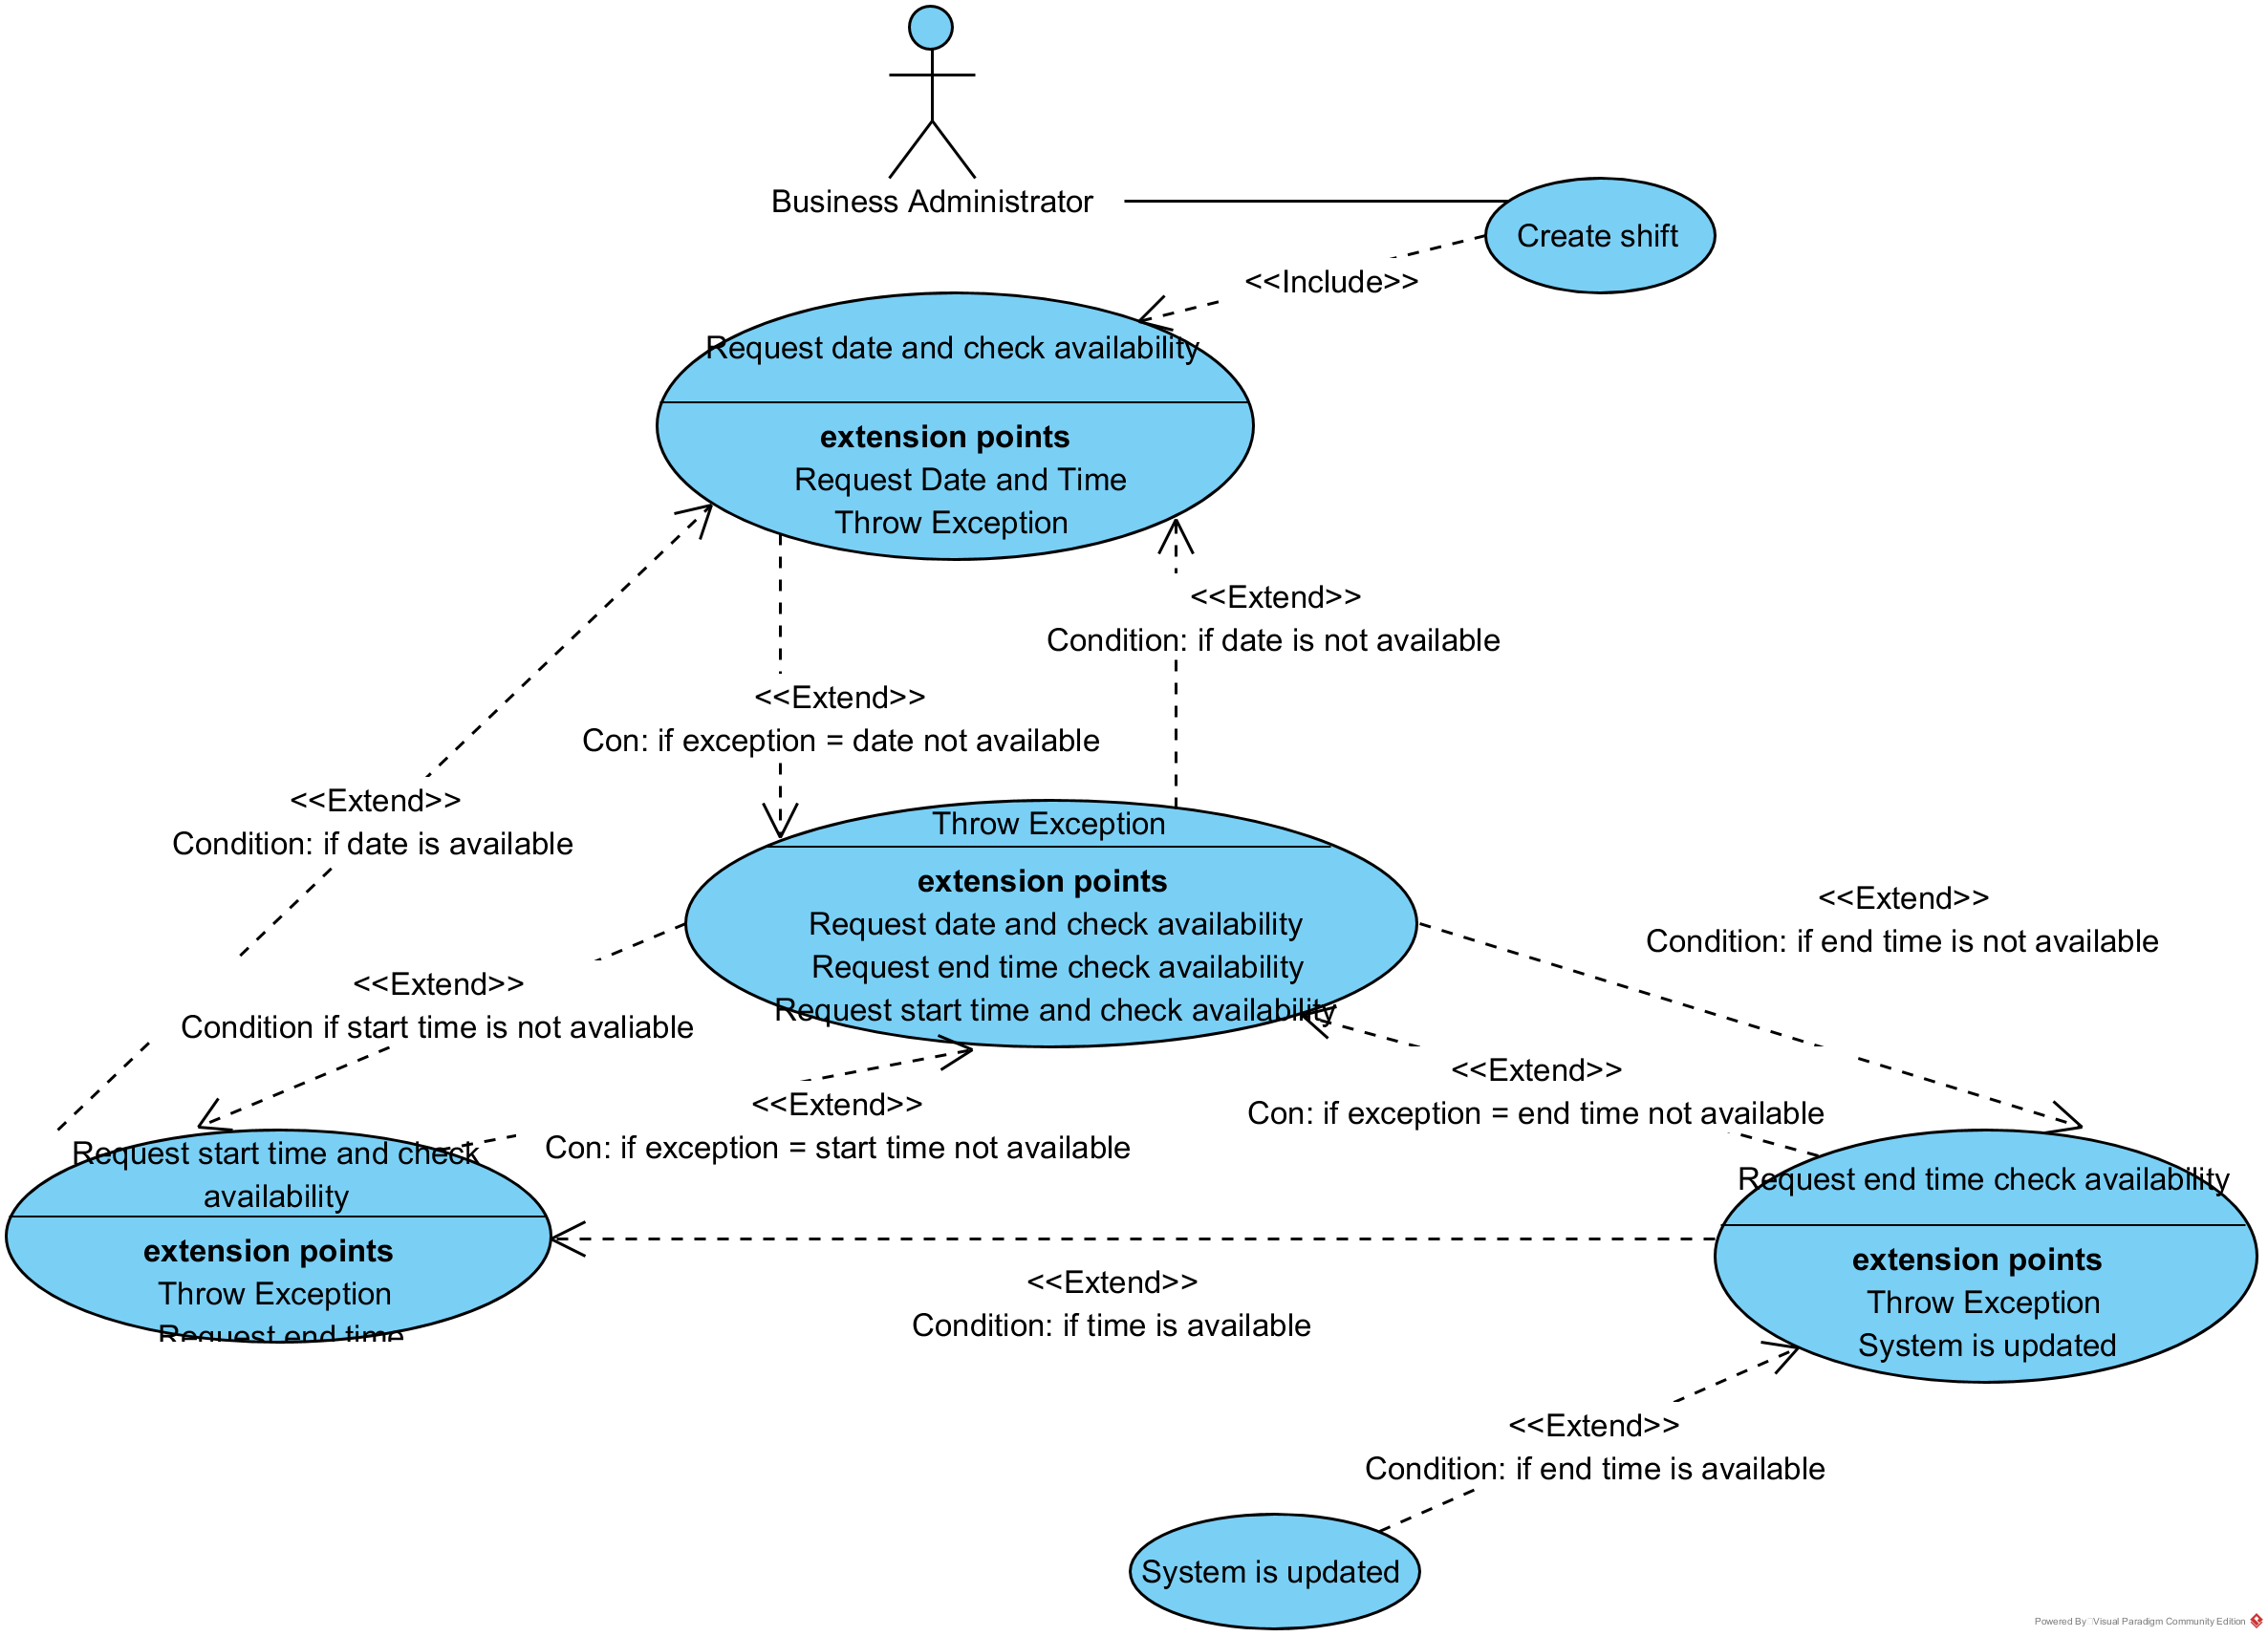 Business Administrator
Create shift
<<Include>>
Request date and check availability
extension points
Request Date and Time
Throw Exception
<<Extend>>
Condition: if date is not available
<<Extend>>
Con: if exception = date not available
<<Extend>>
Condition: if date is available
Throw Exception
extension points
Request date and check availability
Request end time check availability
Request start time and check availability
<<Extend>>
Condition: if end time is not available
<<Extend>>
Condition if start time is not avaliable
<<Extend>>
Con: if exception = end time not available
<<Extend>>
Con: if exception = start time not available
Request start time and check
availability
extension points
Throw Exception
Request end time
Request end time check availability
extension points
Throw Exception
System is updated
<<Extend>>
Condition: if time is available
<<Extend>>
Condition: if end time is available
System is updated
Powered By Visual Paradigm Community Edition